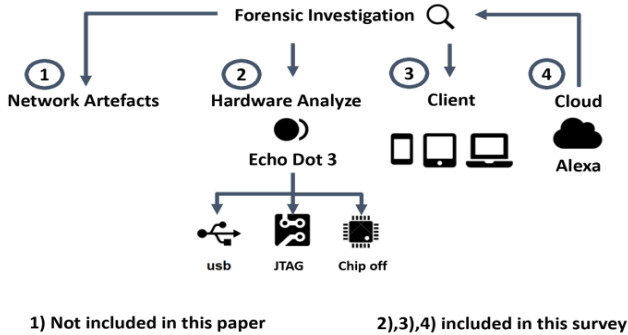 Forensic Investigation
1 2 3 4
Network Artefacts Hardware Analyze Client Cloud
Echo Dot 3 Alexa
usb JTAG Chip off
1) Not included in this paper 2),3),4) included in this survey